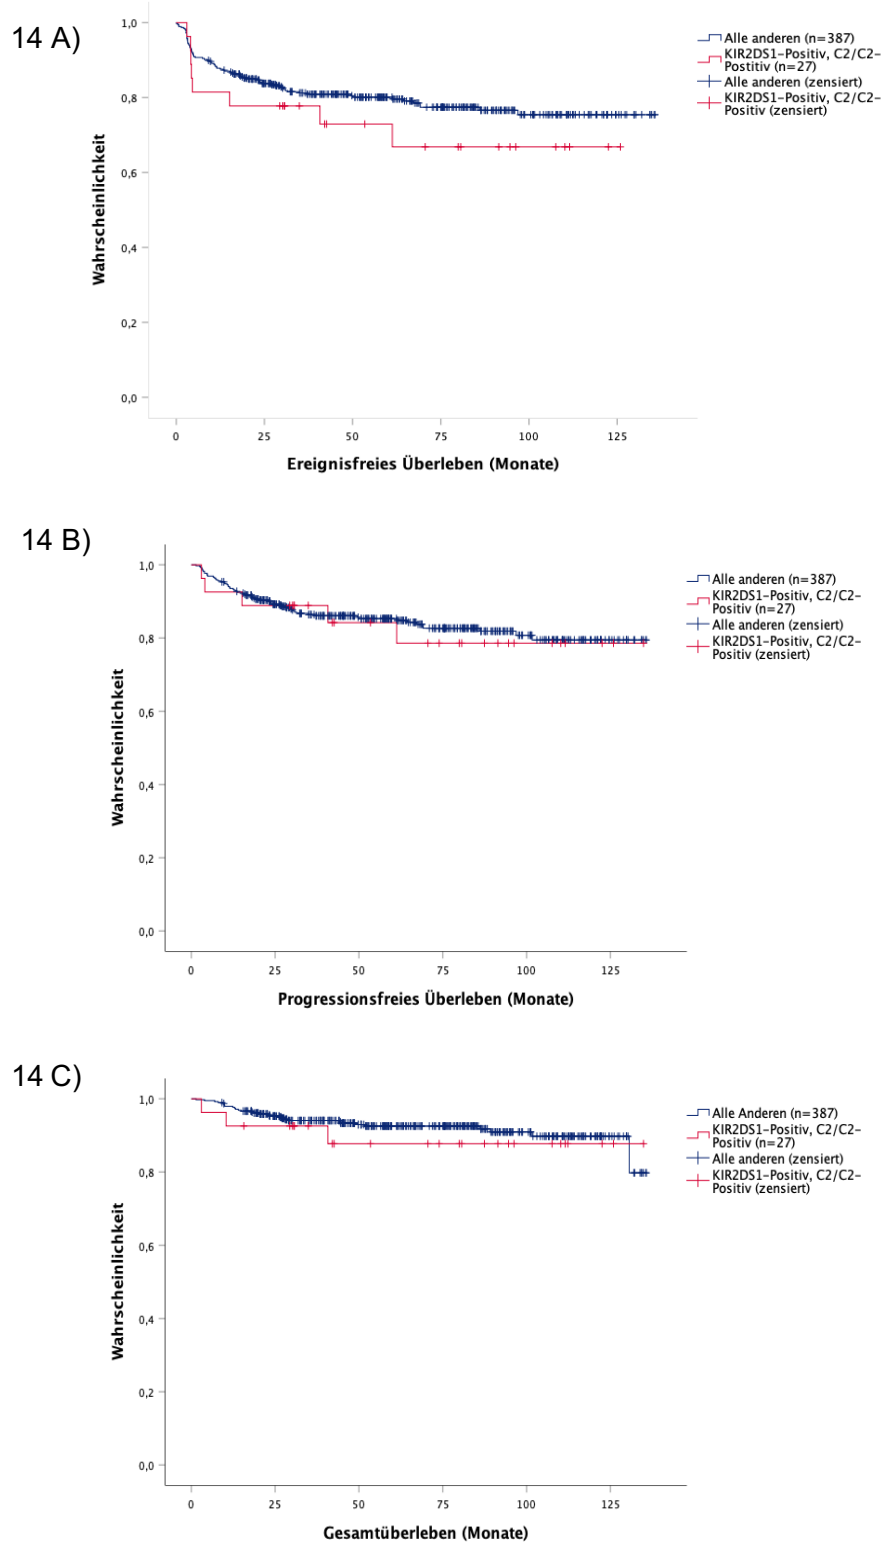 14 A)
1,0
0,8
0,6
0,4
0,2
0,0
Wahrscheinlichkeit
0 25 50 75 100 125
Ereignisfreies Überleben (Monate)
Alle anderen (n=387)
KIR2DS1-Positiv, C2/C2-
Postitiv (n=27)
Alle anderen (zensiert)
KIR2DS1-Positiv, C2/C2-
Positiv (zensiert)
14 B)
1,0
0,8
0,6
0,4
0,2
0,0
Wahrscheinlichkeit
0 25 50 75 100 125
Progressionsfreies Überleben (Monate)
Alle anderen (n=387)
KIR2DS1-Positiv, C2/C2-
Positiv (n=27)
Alle anderen (zensiert)
KIR2DS1-Positiv, C2/C2-
Positiv (zensiert)
14 C)
1,0
0,8
0,6
0,4
0,2
0,0
Wahrscheinlichkeit
0 25 50 75 100 125
Gesamtüberleben (Monate)
Alle Anderen (n=387)
KIR2DS1-Positiv, C2/C2-
Positiv (n=27)
Alle anderen (zensiert)
KIR2DS1-Positiv, C2/C2-
Positiv (zensiert)